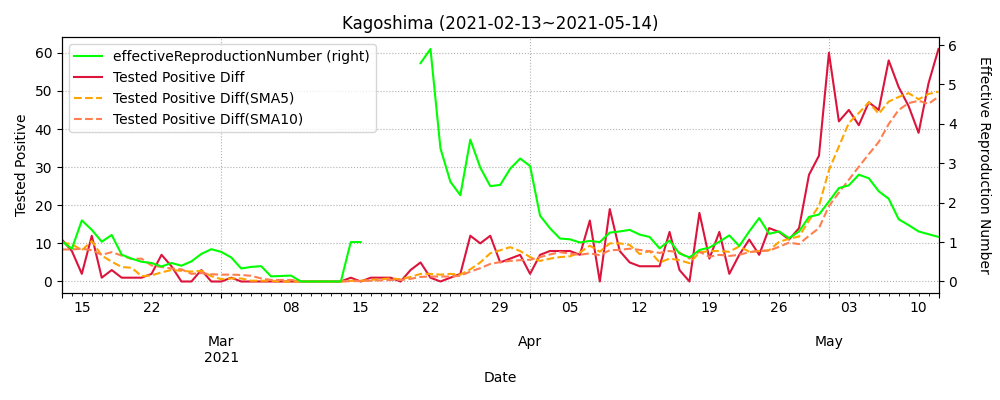 Kagoshima (2021-02-13~2021-05-14)
effectiveReproductionNumber (right)
Tested Positive Diff
Tested Positive Diff(SMA5)
Tested Positive Diff(SMA10)
Tested Positive
60
50
40
30
20
10
0
6
5
4
3
2
1
0
Effective Reproduction Number
15 22 08 15 22 29 05 12 19 26 03 10
Mar Apr May
2021
Date